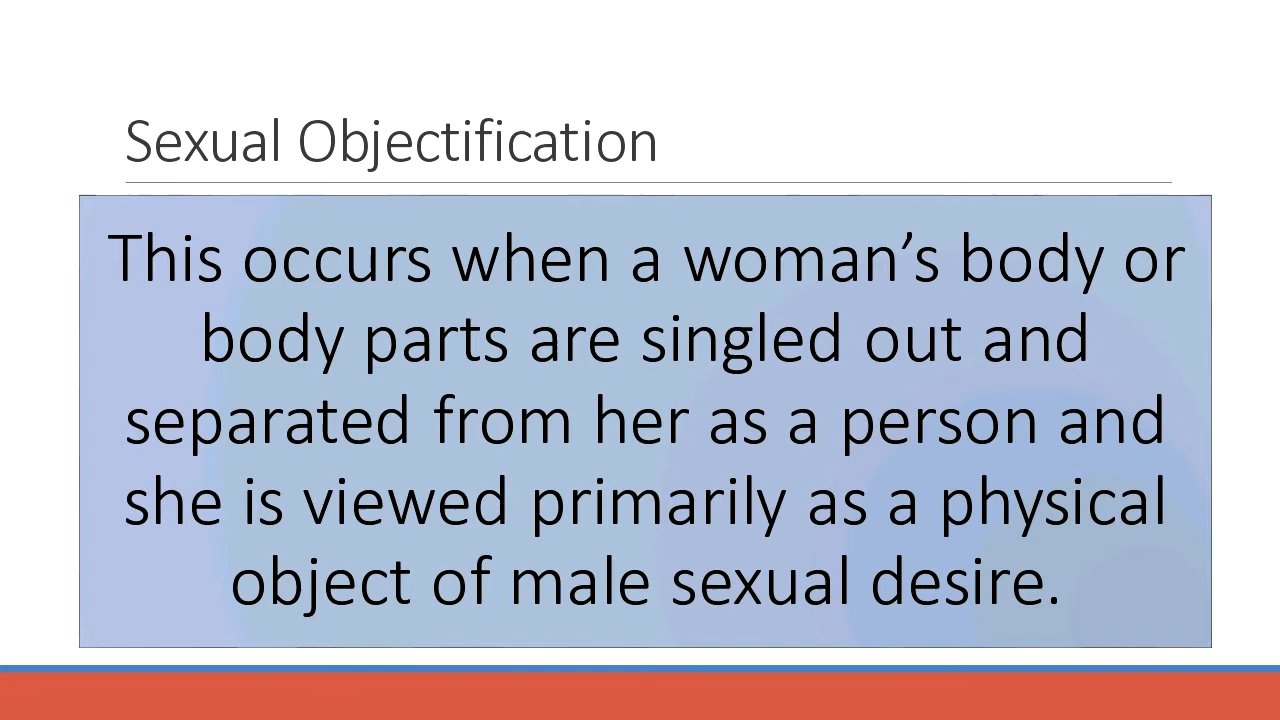 Sexual Objectification
This occurs when a woman’s body or
body parts are singled out and
separated from her as a person and
she is viewed primarily as a physical
object of male sexual desire.